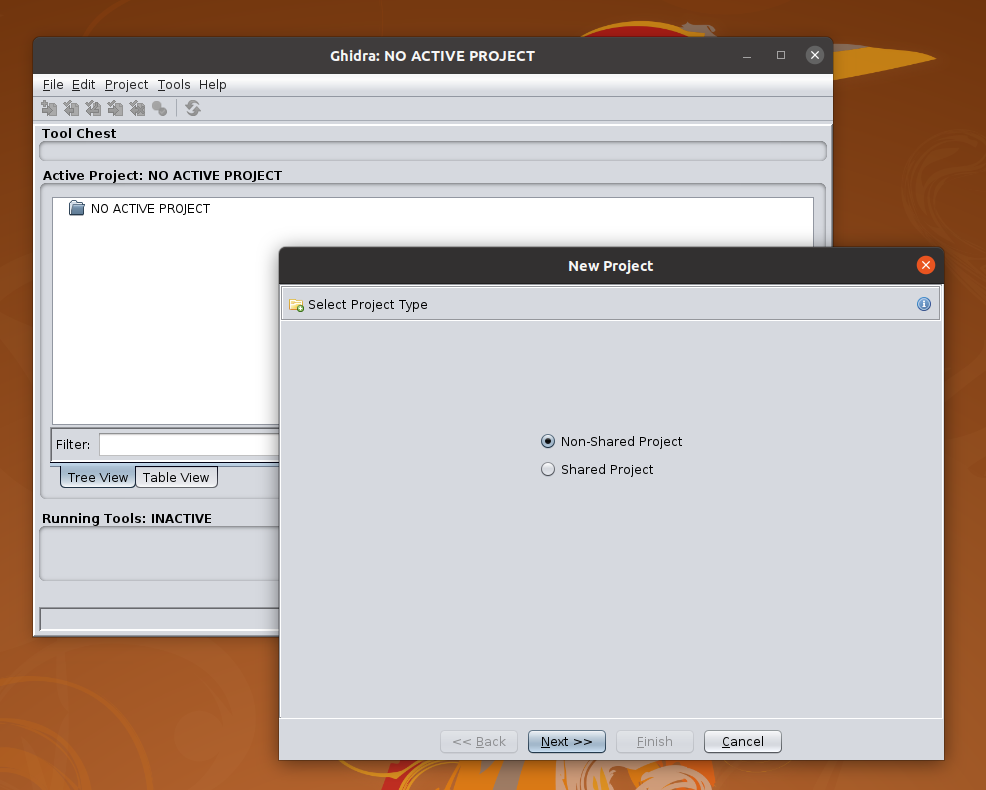 Ghidra: NO ACTIVE PROJECT
File Edit Project Tools Help
Tool Chest
Active Project: NO ACTIVE PROJECT
NO ACTIVE PROJECT
Filter:
Tree View Table View
Running Tools: INACTIVE
New Project
Select Project Type
Non-Shared Project
Shared Project
<< Back Next >> Finish Cancel